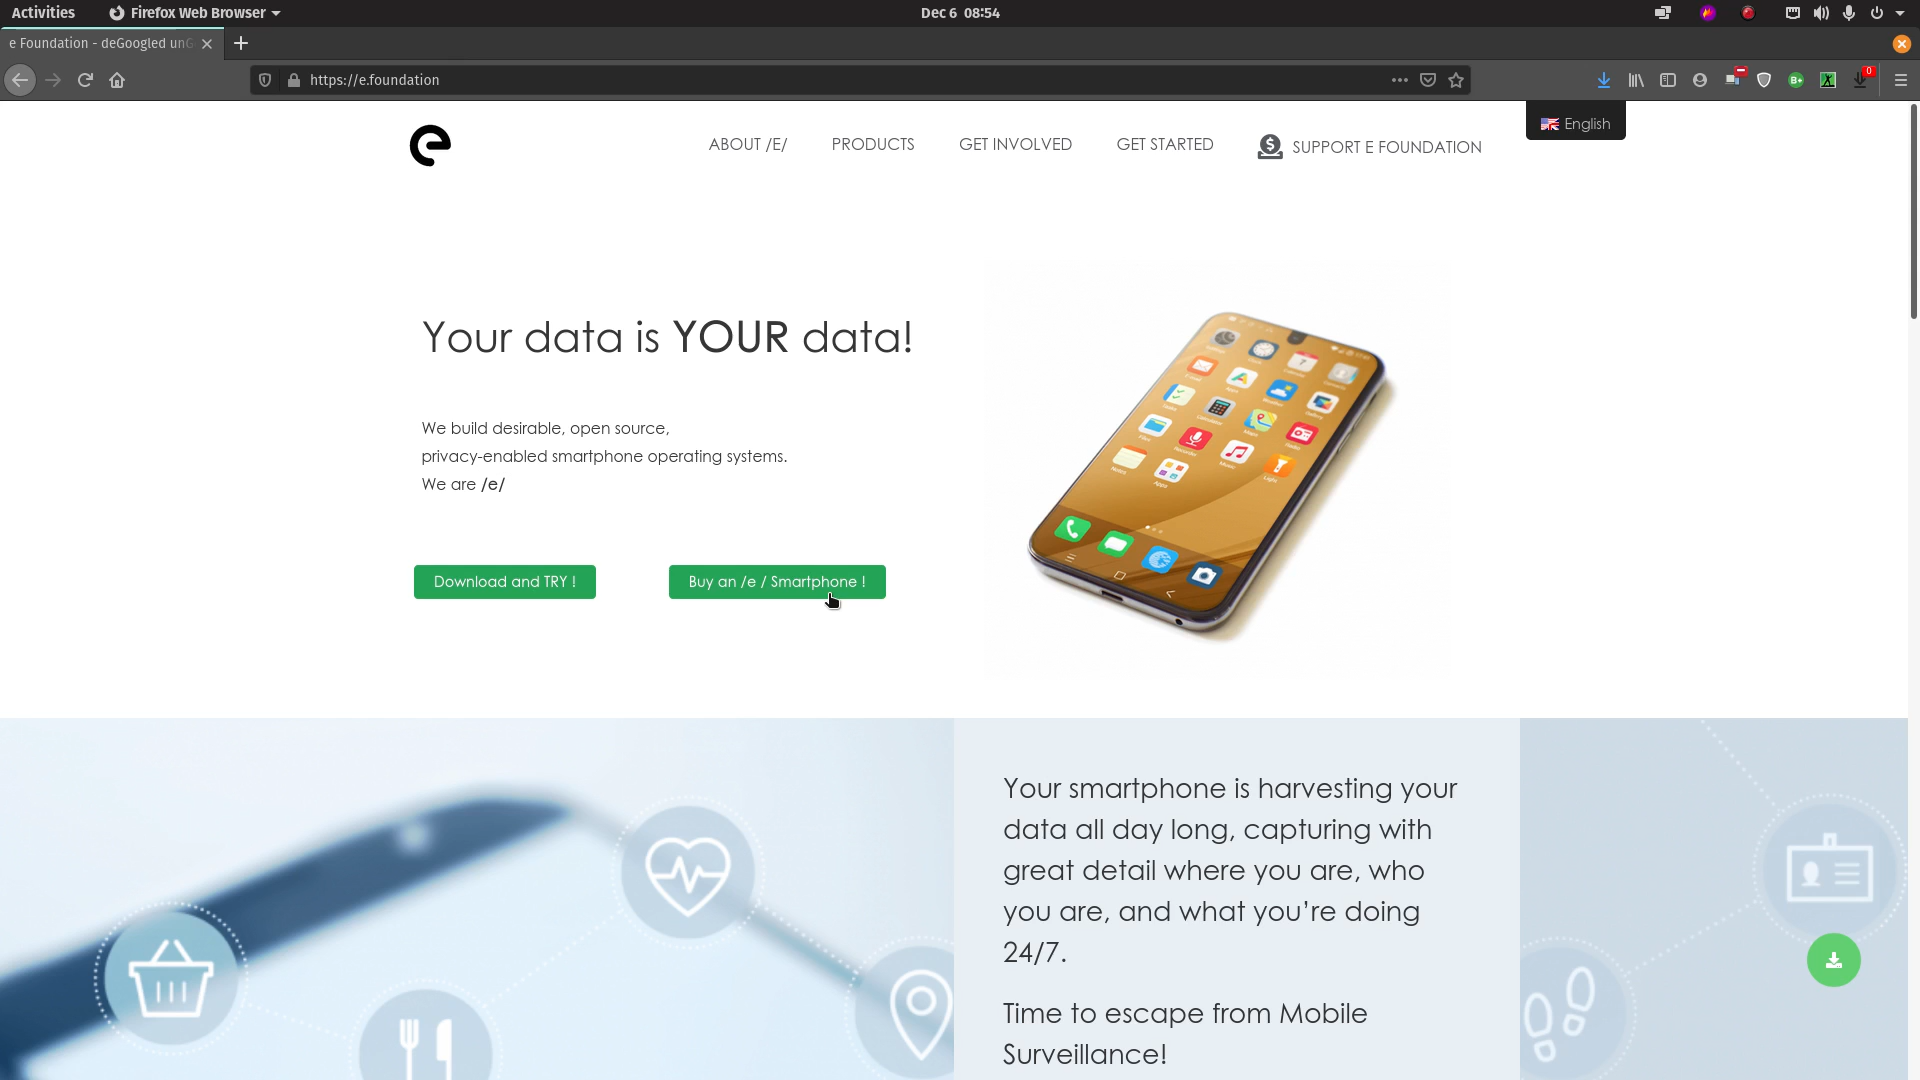 Activities
Firefox Web Browser
Dec 6 08:54
e Foundation - deGoogled unG
https://e.foundation
0
English
e
ABOUT /E/
PRODUCTS
GET INVOLVED
GET STARTED
SUPPORT E FOUNDATION
Your data is YOUR data!
We build desirable, open source,
privacy-enabled smartphone operating systems.
We are /e/
Download and TRY !
Buy an /e / Smartphone !
Your smartphone is harvesting your
data all day long, capturing with
great detail where you are, who
you are, and what you’re doing
24/7.
Time to escape from Mobile
Surveillance!